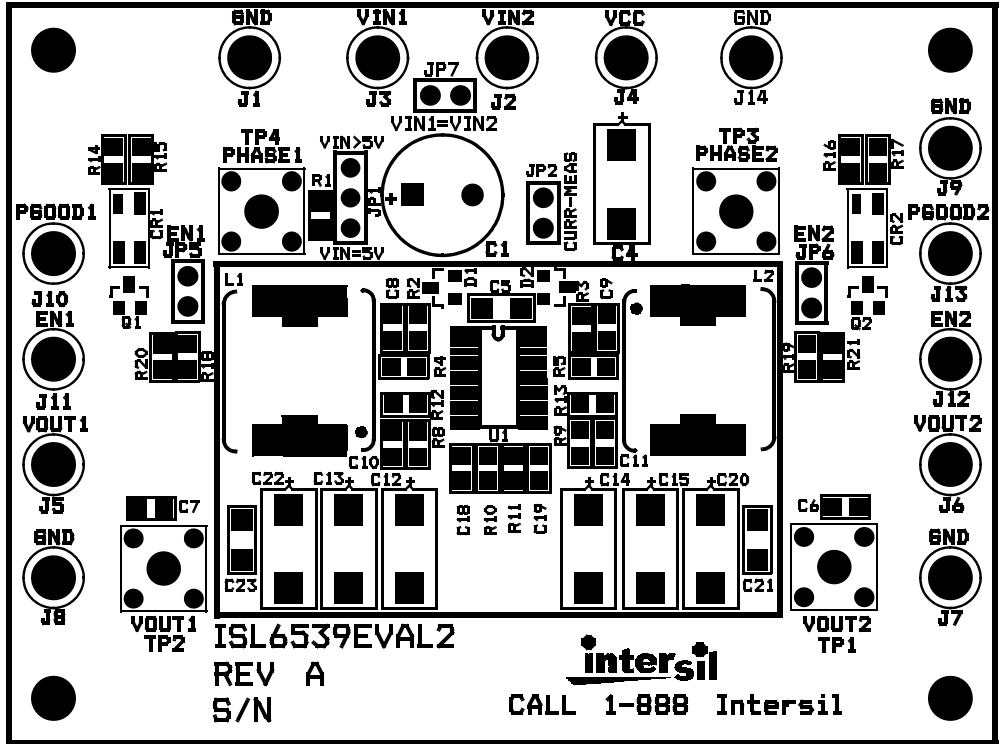 GND VIN1 VIN2 VCC GND
J1 J3 J2 J4 J14
JP7
VIN1=VIN2
GND
J9
R14 R15
TP4
PHASE1
VIN>5V
R1
JP1
VIN=5V
+
C1
JP2
CURR-MEAS
+
C4
TP3
PHASE2
R16 R17
PGOOD1
J10
CR1
EN1
JP5
Q1
PGOOD2
J13
CR2
EN2
JP6
Q2
L1
C8 R2 D1 D2 R3 C9
C5
L2
EN1
J11
R20 R18
R4
R5
R19 R21
EN2
J12
R12
R13
R8
R9
U1
C10
C11
VOUT1
J5
VOUT2
J6
C22 + C13 + C12 +
+ C14 + C15 + C20
C18 R10 R11 C19
C7
C6
C23
C21
GND
J8
GND
J7
VOUT1
TP2
VOUT2
TP1
ISL6539EVAL2
REV A
S/N
intersil
CALL 1-888 Intersil